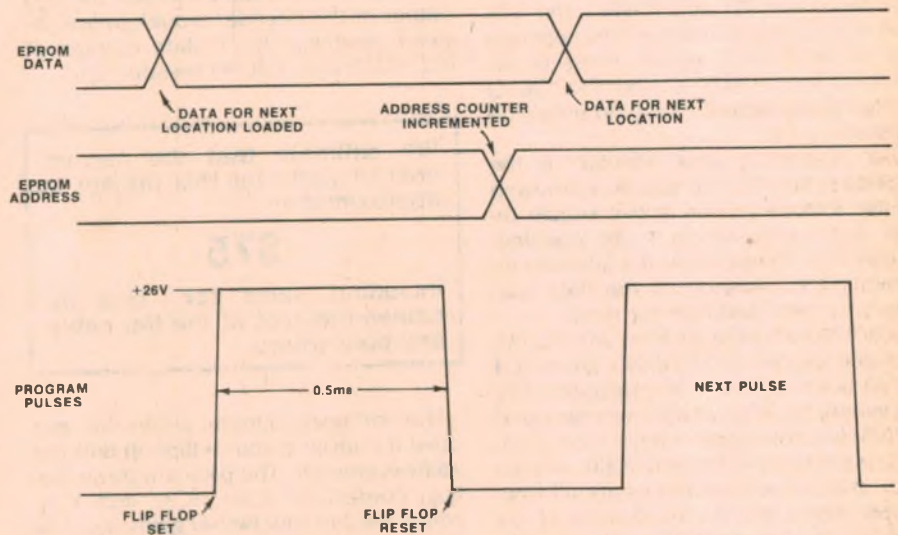 EPROM
DATA
DATA FOR NEXT
LOCATION LOADED
ADDRESS COUNTER
INCREMENTED
DATA FOR NEXT
LOCATION
EPROM
ADDRESS
+26V
0.5ms
PROGRAM
PULSES
NEXT PULSE
FLIP FLOP
SET
FLIP FLOP
RESET